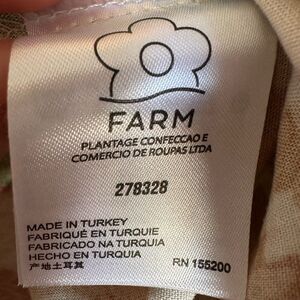 FARM
PLANTAGE CONFECCAO E
COMERCIO DE ROUPAS LTDA
278328
MADE IN TURKEY
FABRIQUÉ EN TURQUIE
FABRICADO NA TURQUIA
HECHO EN TURQUIA
产地土耳其
RN 155200